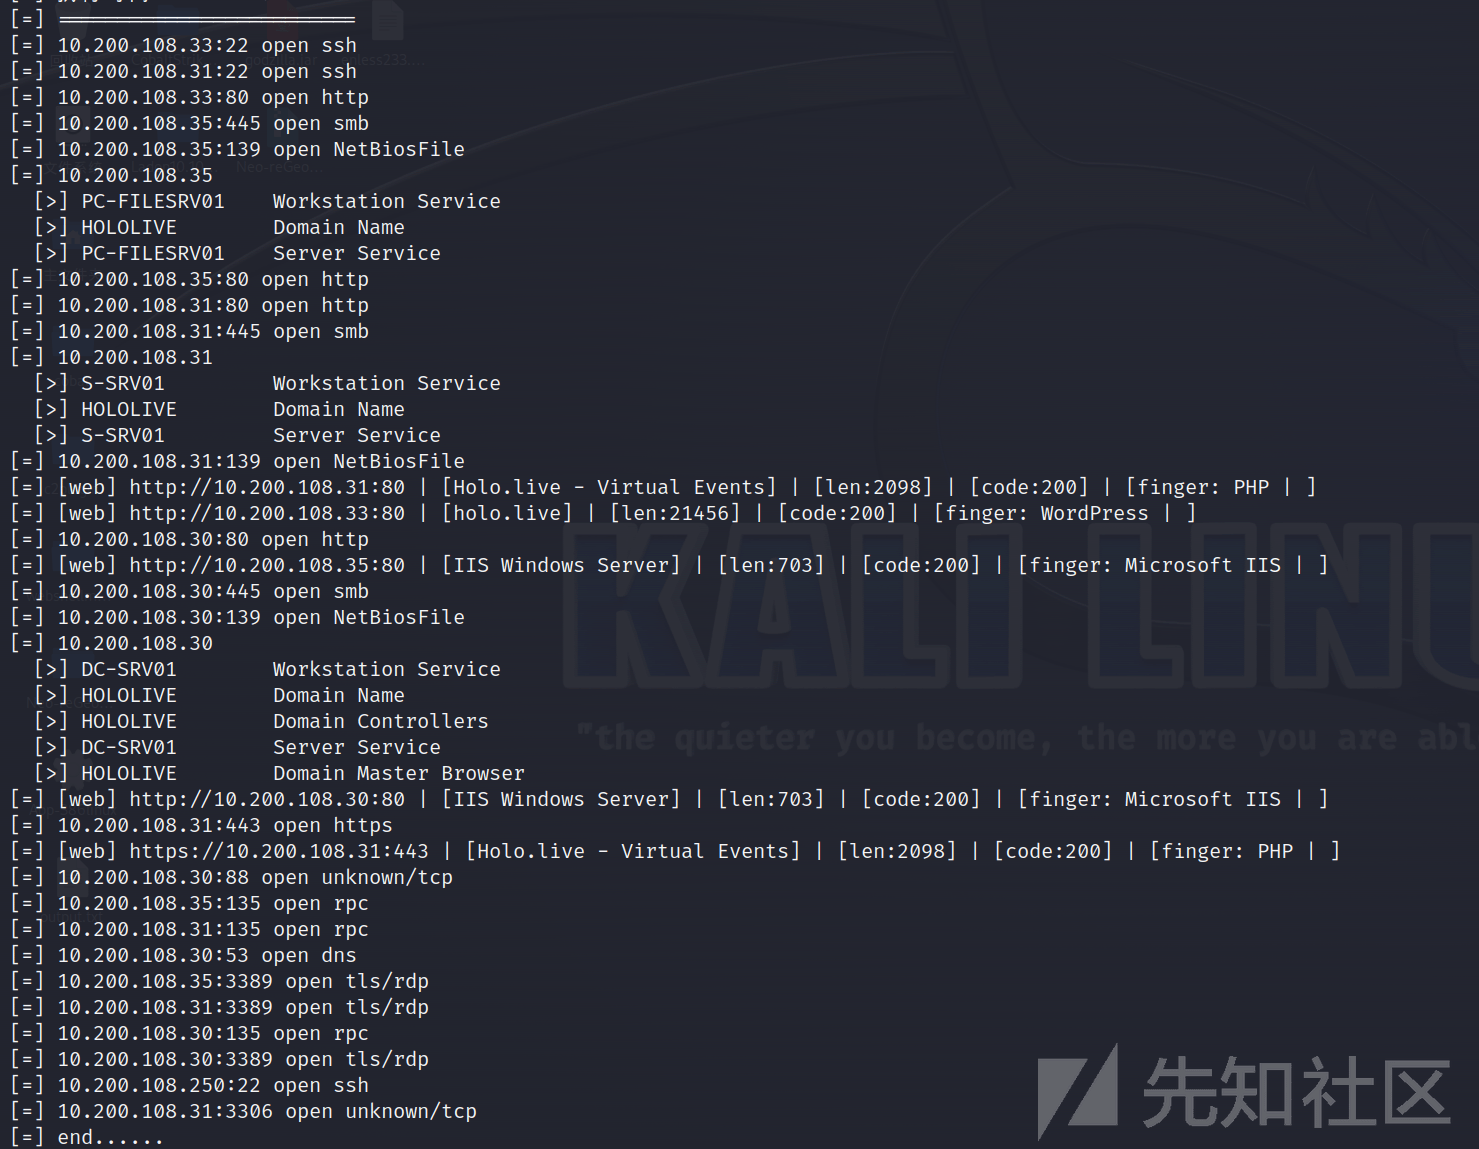 [=] ==========================
[=] 10.200.108.33:22 open ssh
[=] 10.200.108.31:22 open ssh
[=] 10.200.108.33:80 open http
[=] 10.200.108.35:445 open smb
[=] 10.200.108.35:139 open NetBiosFile
[=] 10.200.108.35
[>] PC-FILESRV01 Workstation Service
[>] HOLOLIVE Domain Name
[>] PC-FILESRV01 Server Service
[=] 10.200.108.35:80 open http
[=] 10.200.108.31:80 open http
[=] 10.200.108.31:445 open smb
[=] 10.200.108.31
[>] S-SRV01 Workstation Service
[>] HOLOLIVE Domain Name
[>] S-SRV01 Server Service
[=] 10.200.108.31:139 open NetBiosFile
[=] [web] http://10.200.108.31:80 | [Holo.live - Virtual Events] | [len:2098] | [code:200] | [finger: PHP | ]
[=] [web] http://10.200.108.33:80 | [holo.live] | [len:21456] | [code:200] | [finger: WordPress | ]
[=] 10.200.108.30:80 open http
[=] [web] http://10.200.108.35:80 | [IIS Windows Server] | [len:703] | [code:200] | [finger: Microsoft IIS | ]
[=] 10.200.108.30:445 open smb
[=] 10.200.108.30:139 open NetBiosFile
[=] 10.200.108.30
[>] DC-SRV01 Workstation Service
[>] HOLOLIVE Domain Name
[>] HOLOLIVE Domain Controllers
[>] DC-SRV01 Server Service
[>] HOLOLIVE Domain Master Browser
[=] [web] http://10.200.108.30:80 | [IIS Windows Server] | [len:703] | [code:200] | [finger: Microsoft IIS | ]
[=] 10.200.108.31:443 open https
[=] [web] https://10.200.108.31:443 | [Holo.live - Virtual Events] | [len:2098] | [code:200] | [finger: PHP | ]
[=] 10.200.108.30:88 open unknown/tcp
[=] 10.200.108.35:135 open rpc
[=] 10.200.108.31:135 open rpc
[=] 10.200.108.30:53 open dns
[=] 10.200.108.35:3389 open tls/rdp
[=] 10.200.108.31:3389 open tls/rdp
[=] 10.200.108.30:135 open rpc
[=] 10.200.108.30:3389 open tls/rdp
[=] 10.200.108.250:22 open ssh
[=] 10.200.108.31:3306 open unknown/tcp
[=] end......
KALI LINU
"the quieter you become, the more you are abl
先知社区